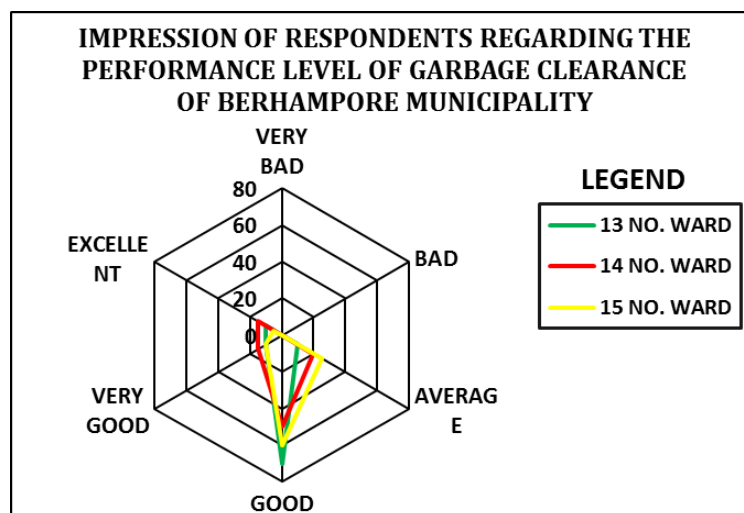 IMPRESSION OF RESPONDENTS REGARDING THE
PERFORMANCE LEVEL OF GARBAGE CLEARANCE
OF BERHAMPORE MUNICIPALITY
VERY
BAD
80
60
40
20
0
EXCELLE
NT
BAD
VERY
GOOD
AVERAG
E
GOOD
LEGEND
13 NO. WARD
14 NO. WARD
15 NO. WARD